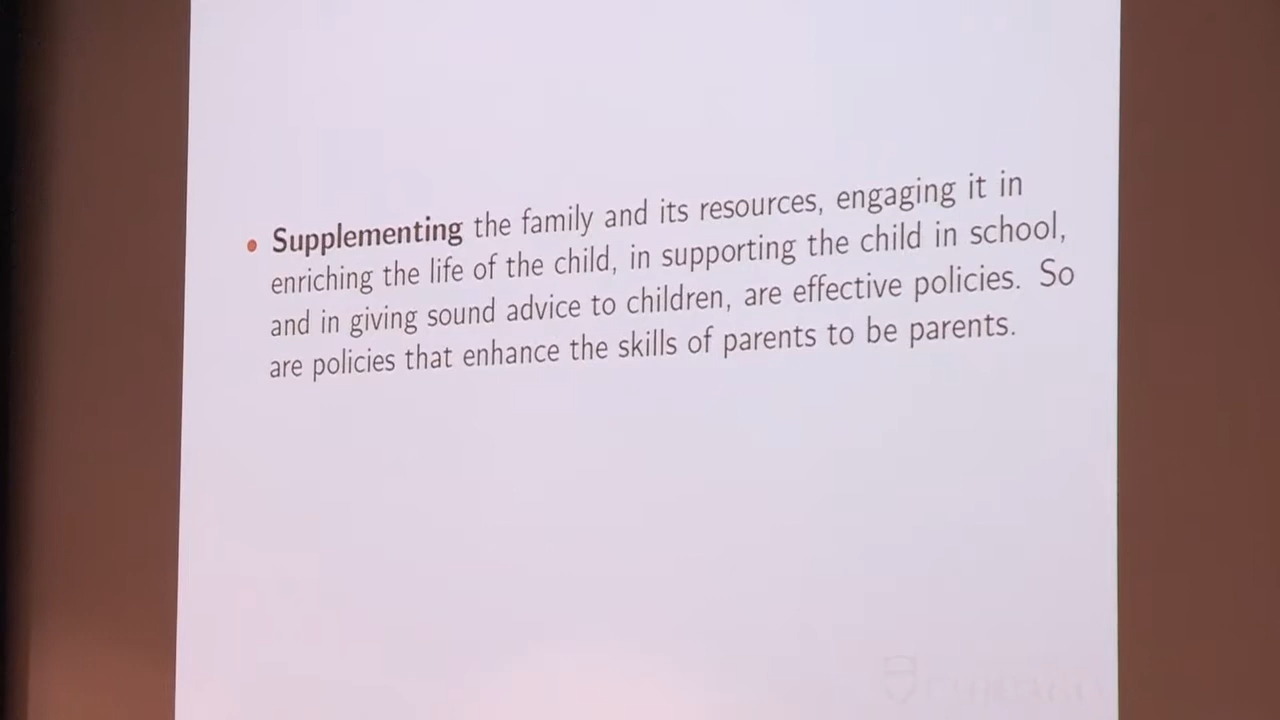 • Supplementing the family and its resources, engaging it in
enriching the life of the child, in supporting the child in school,
and in giving sound advice to children, are effective policies. So
are policies that enhance the skills of parents to be parents.